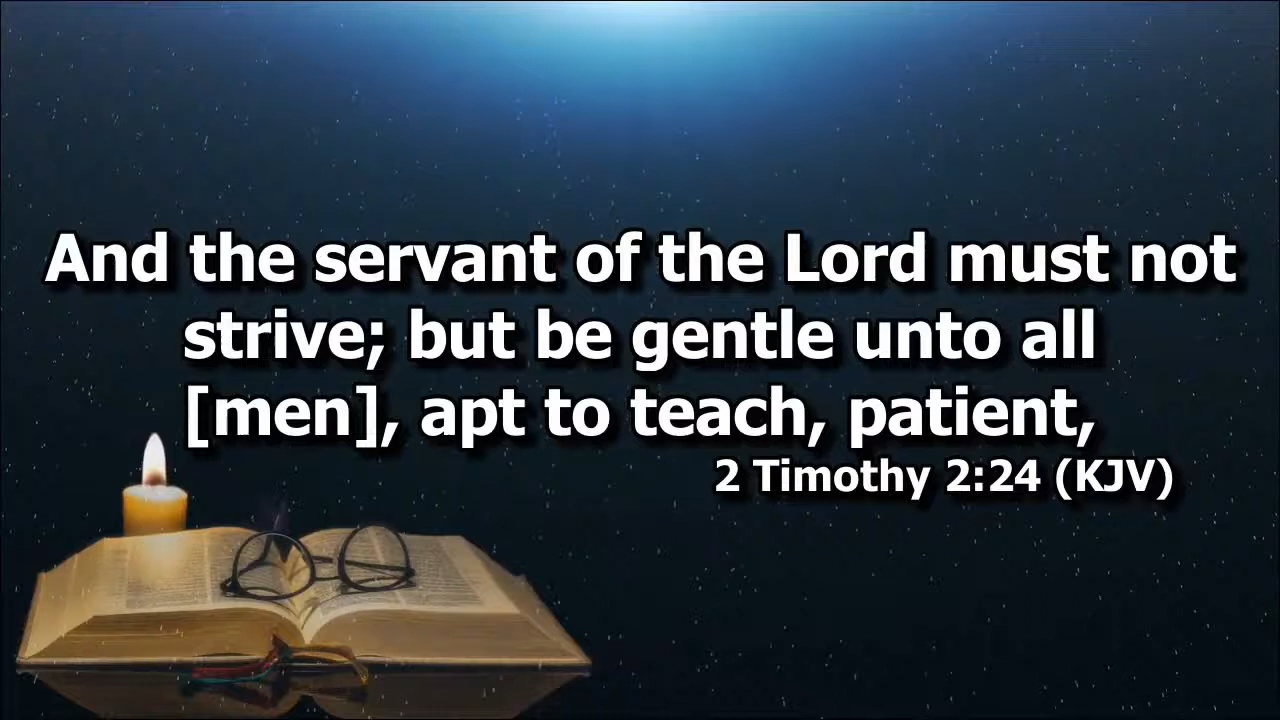 And the servant of the Lord must not
strive; but be gentle unto all
[men], apt to teach, patient,
2 Timothy 2:24 (KJV)